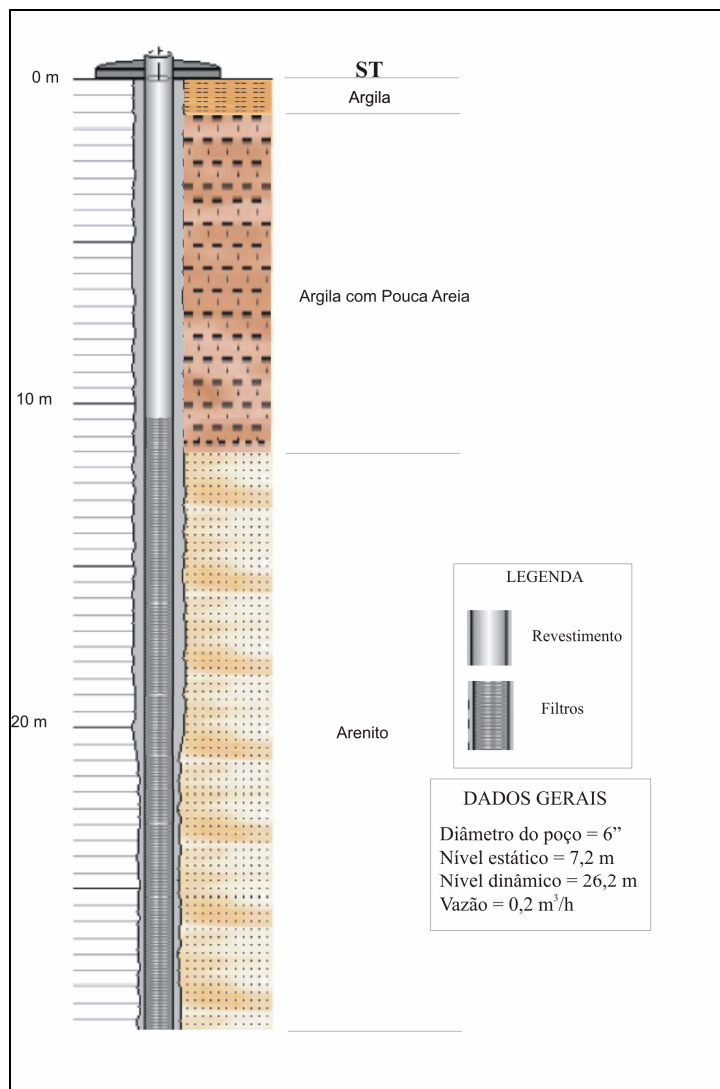 ST
0 m
Argila
Argila com Pouca Areia
10 m
LEGENDA
Revestimento
Filtros
20 m
Arenito
DADOS GERAIS
Diâmetro do poço = 6”
Nível estático = 7,2 m
Nível dinâmico = 26,2 m
Vazão = 0,2 m³/h